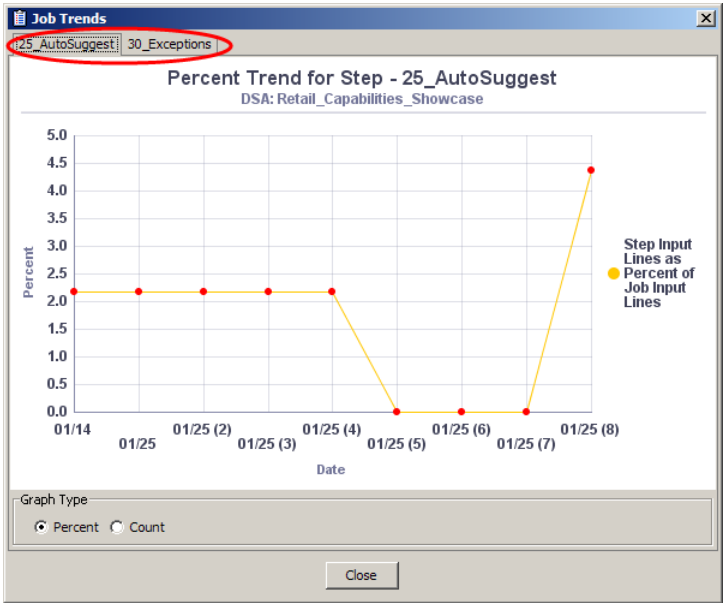 Job Trends
25_AutoSuggest 30_Exceptions
Percent Trend for Step - 25_AutoSuggest
DSA: Retail_Capabilities_Showcase
5.0
4.5
4.0
3.5
3.0
2.5
2.0
1.5
1.0
0.5
0.0
Percent
01/14
01/25
01/25 (2)
01/25 (3)
01/25 (4)
01/25 (5)
01/25 (6)
01/25 (7)
01/25 (8)
Date
Step Input
Lines as
Percent of
Job Input
Lines
Graph Type
Percent Count
Close